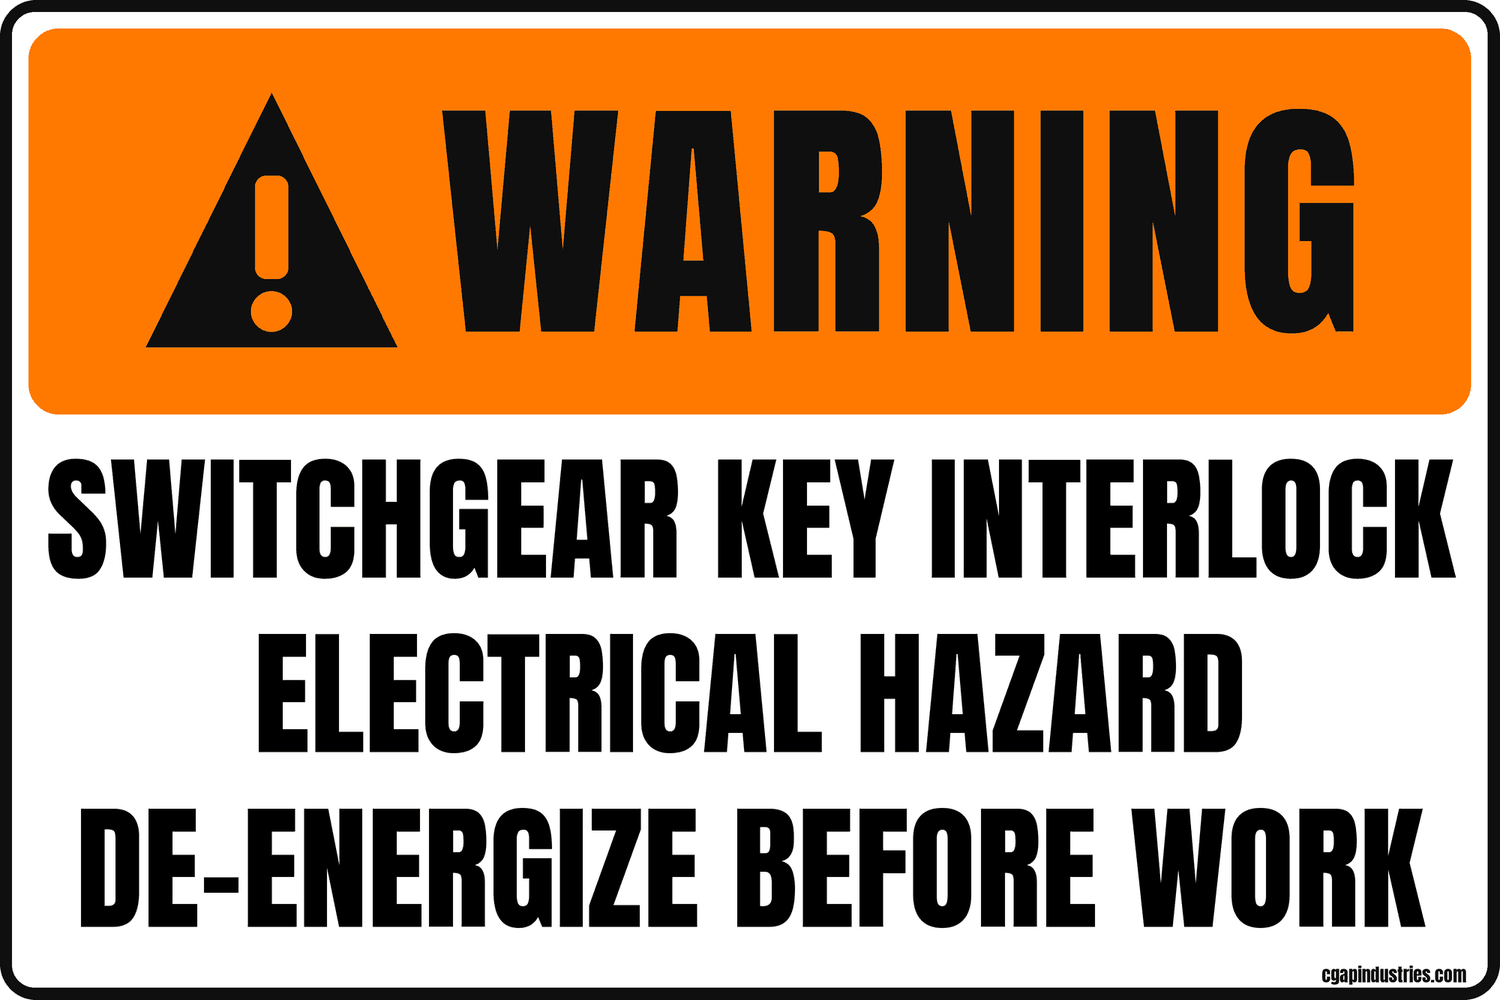 WARNING
SWITCHGEAR KEY INTERLOCK
ELECTRICAL HAZARD
DE-ENERGIZE BEFORE WORK
cgapindustries.com